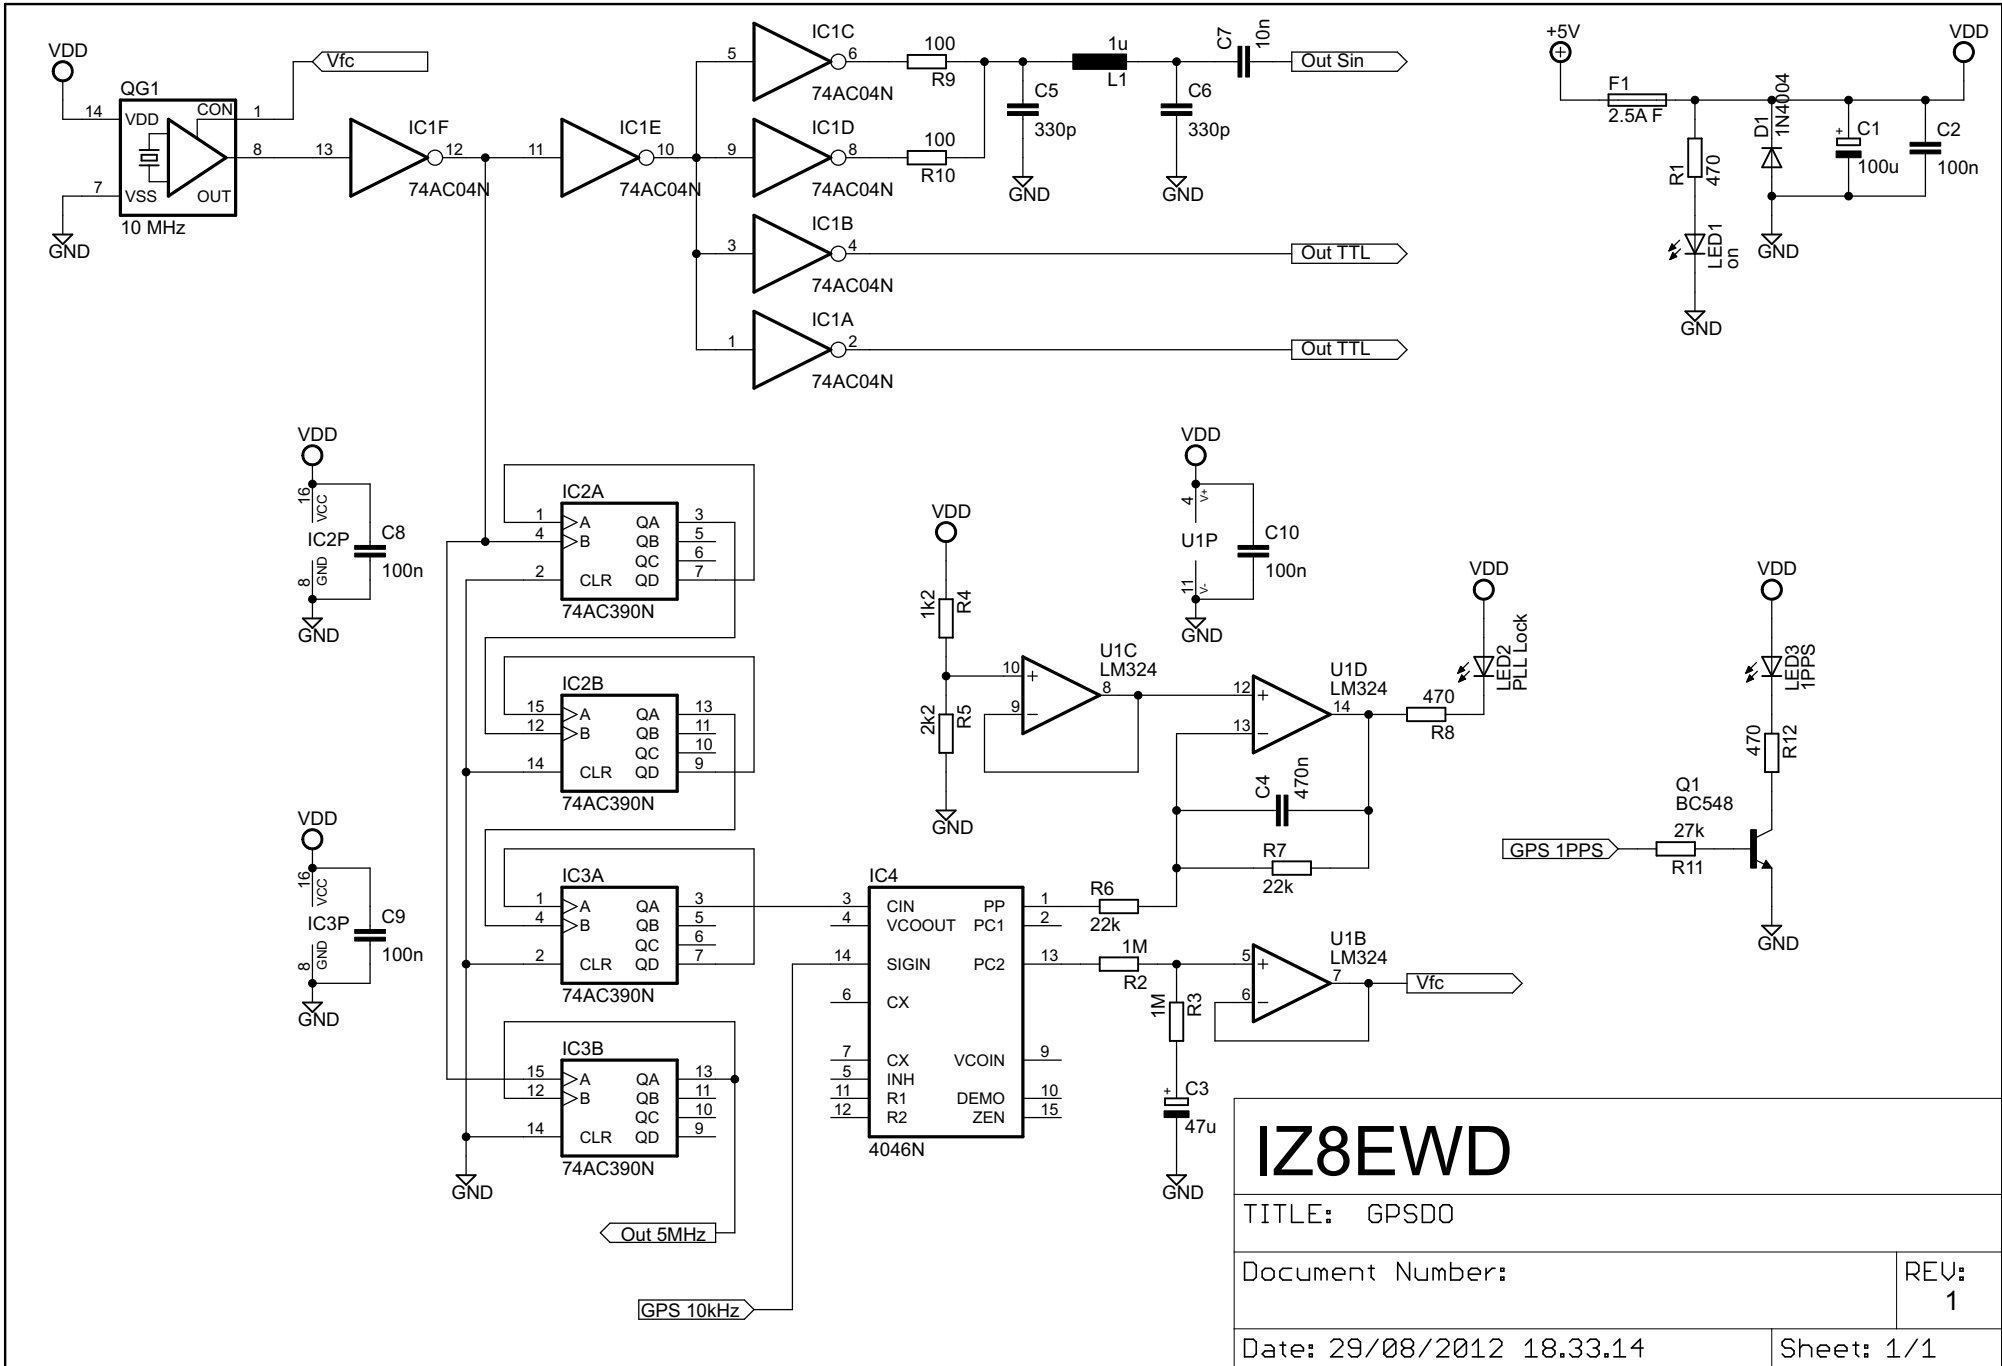 VDD
Vfc
QG1
14
VDD
CON
1
8
7
VSS
OUT
10 MHz
GND
13
IC1F
12
74AC04N
11
IC1E
10
74AC04N
5
IC1C
6
74AC04N
100
R9
9
IC1D
8
74AC04N
100
R10
3
IC1B
4
74AC04N
1
IC1A
2
74AC04N
C5
330p
GND
1u
L1
C6
330p
GND
C7
10n
Out Sin
Out TTL
Out TTL
+5V
F1
2.5A F
R1
470
LED1
on
GND
D1
1N4004
GND
C1
+
100u
C2
100n
VDD
VDD
16
VCC
IC2P
8
GND
C8
100n
GND
IC2A
1
A
QA
3
4
B
QB
5
QC
6
2
CLR
QD
7
74AC390N
IC2B
15
A
QA
13
12
B
QB
11
QC
10
14
CLR
QD
9
74AC390N
VDD
16
VCC
IC3P
8
GND
C9
100n
GND
IC3A
1
A
QA
3
4
B
QB
5
QC
6
2
CLR
QD
7
74AC390N
IC3B
15
A
QA
13
12
B
QB
11
QC
10
14
CLR
QD
9
74AC390N
GND
Out 5MHz
GPS 10kHz
VDD
1k2
R4
2k2
R5
GND
10
+
9
−
U1C
LM324
8
VDD
4
V+
U1P
11
V-
C10
100n
GND
12
+
13
−
U1D
LM324
14
C4
470n
R7
22k
470
R8
VDD
LED2
PLL Lock
VDD
LED3
1PPS
470
R12
Q1
BC548
GPS 1PPS
27k
R11
GND
IC4
3
CIN
PP
1
4
VCOOUT
PC1
2
14
SIGIN
PC2
13
6
CX
7
CX
VCOIN
9
5
INH
11
R1
DEMO
10
12
R2
ZEN
15
4046N
R6
22k
1M
R2
1M
R3
+
C3
47u
GND
5
+
6
−
U1B
LM324
7
Vfc
IZ8EWD
TITLE: GPSDO
Document Number:
REV:
1
Date: 29/08/2012 18.33.14
Sheet: 1/1